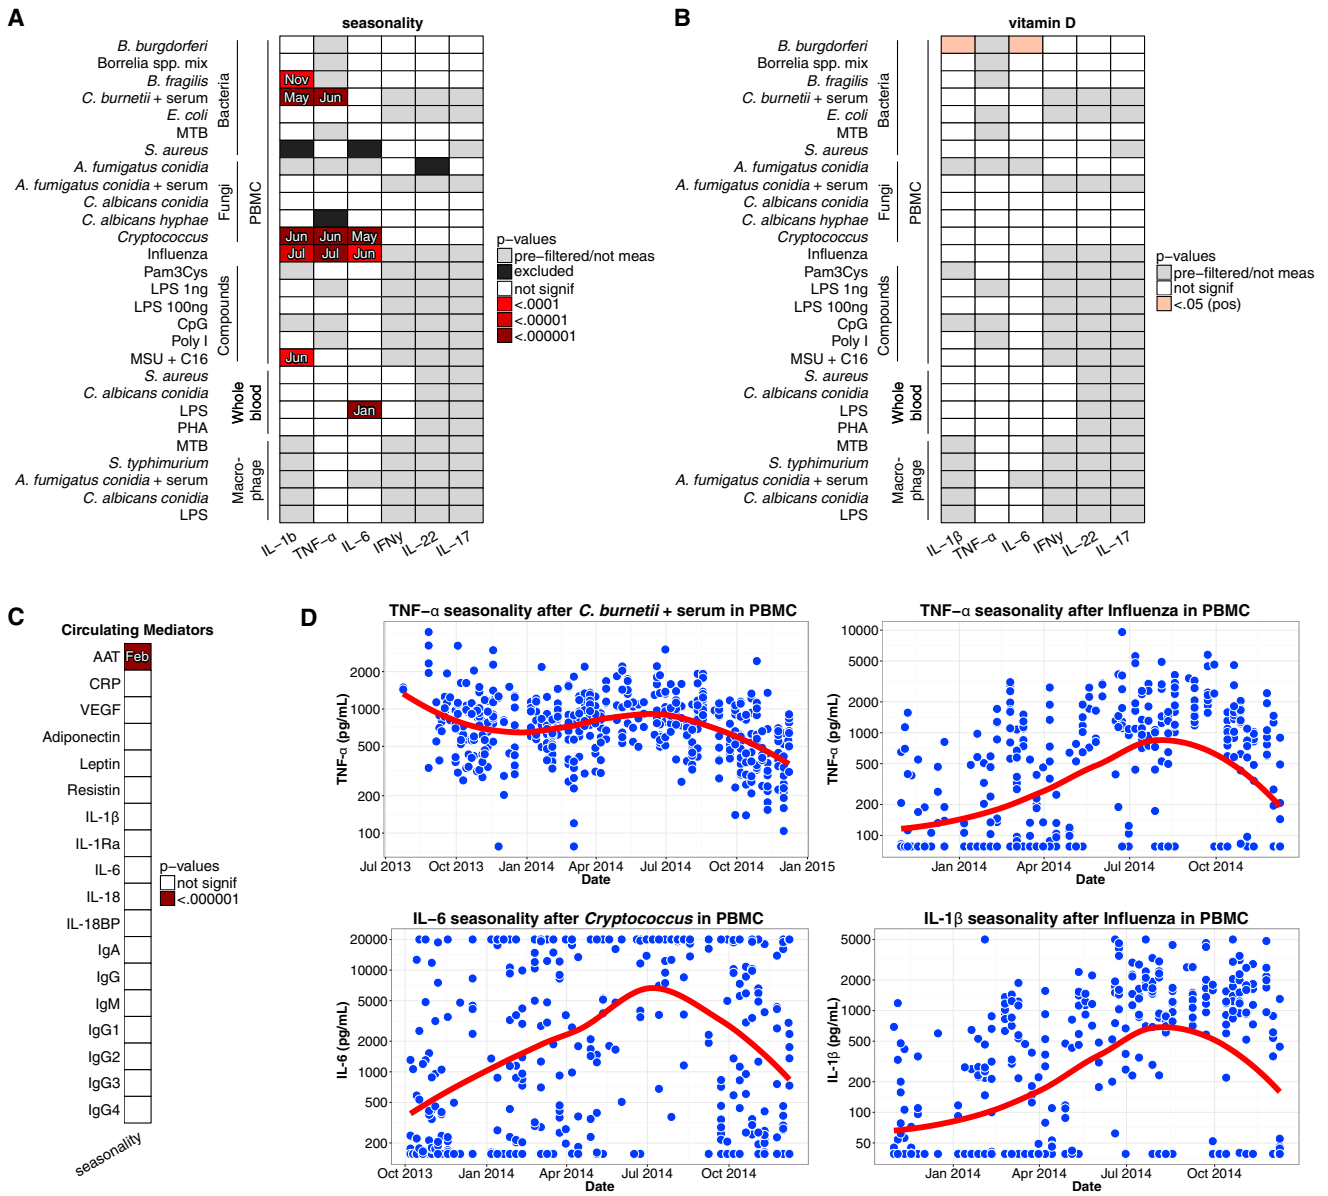 A
seasonality
B. burgdorferi
Borrelia spp. mix
B. fragilis
C. burnetii + serum
E. coli
MTB
S. aureus
A. fumigatus conidia
A. fumigatus conidia + serum
C. albicans conidia
C. albicans hyphae
Cryptococcus
Influenza
Pam3Cys
LPS 1ng
LPS 100ng
CpG
Poly I
MSU + C16
S. aureus
C. albicans conidia
LPS
PHA
MTB
S. typhimurium
A. fumigatus conidia + serum
C. albicans conidia
LPS
Bacteria
Fungi
PBMC
Compounds
Whole
blood
Macro-
phage
Nov
May Jun
Jun Jun May
Jul Jul Jun
Jun
Jan
IL−1b TNF−α IL−6 IFNy IL−22 IL−17
p−values
pre−filtered/not meas
excluded
not signif
<.0001
<.00001
<.000001
B
vitamin D
B. burgdorferi
Borrelia spp. mix
B. fragilis
C. burnetii + serum
E. coli
MTB
S. aureus
A. fumigatus conidia
A. fumigatus conidia + serum
C. albicans conidia
C. albicans hyphae
Cryptococcus
Influenza
Pam3Cys
LPS 1ng
LPS 100ng
CpG
Poly I
MSU + C16
S. aureus
C. albicans conidia
LPS
PHA
MTB
S. typhimurium
A. fumigatus conidia + serum
C. albicans conidia
LPS
Bacteria
Fungi
PBMC
Compounds
Whole
blood
Macro-
phage
IL−1β TNF−α IL−6 IFNy IL−22 IL−17
p−values
pre−filtered/not meas
not signif
<.05 (pos)
C
Circulating Mediators
AAT Feb
CRP
VEGF
Adiponectin
Leptin
Resistin
IL-1β
IL-1Ra
IL-6
IL-18
IL-18BP
IgA
IgG
IgM
IgG1
IgG2
IgG3
IgG4
seasonality
p−values
not signif
<.000001
D
TNF−α seasonality after C. burnetii + serum in PBMC
TNF-α (pg/mL)
2000
1000
500
200
100
Jul 2013 Oct 2013 Jan 2014 Apr 2014 Jul 2014 Oct 2014 Jan 2015
Date
TNF-α seasonality after Influenza in PBMC
TNF-α (pg/mL)
10000
5000
2000
1000
500
200
100
Jan 2014 Apr 2014 Jul 2014 Oct 2014
Date
IL−6 seasonality after Cryptococcus in PBMC
IL-6 (pg/mL)
20000
10000
5000
2000
1000
500
200
Oct 2013 Jan 2014 Apr 2014 Jul 2014 Oct 2014
Date
IL-1β seasonality after Influenza in PBMC
IL-1β (pg/mL)
5000
2000
1000
500
200
100
50
Jan 2014 Apr 2014 Jul 2014 Oct 2014
Date